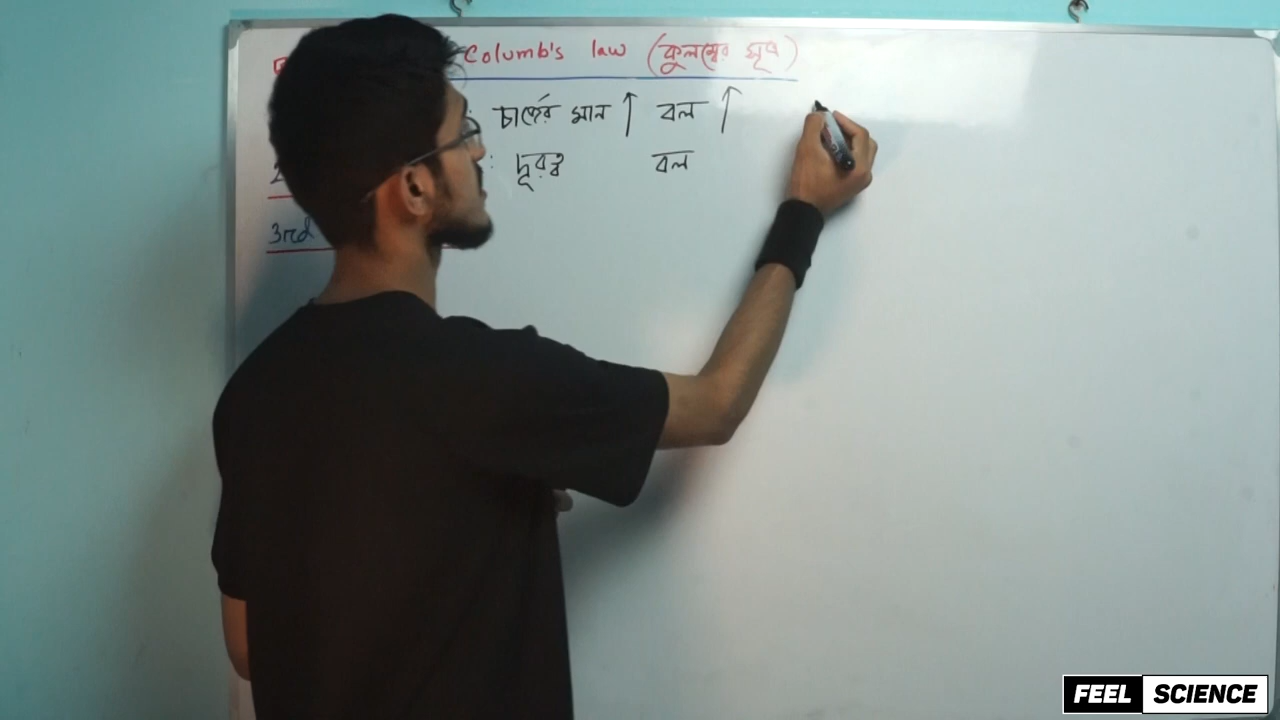 Columb's law (কুলম্বের সূত্র)
: চার্জের মান ↑ বল ↑
: দূরত্ব বল
3rd
FEEL SCIENCE